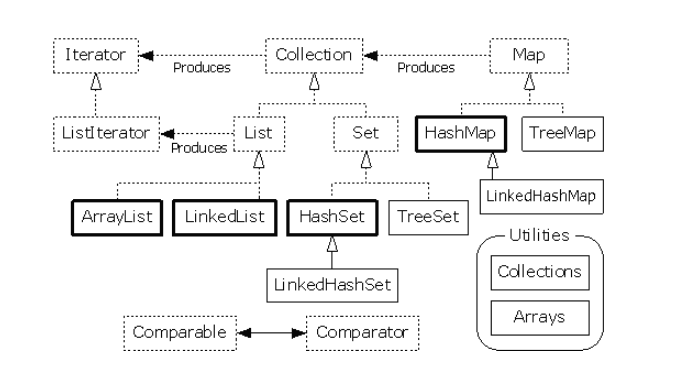 Iterator
Produces
Collection
Produces
Map
ListIterator
Produces
List
Set
HashMap
TreeMap
ArrayList
LinkedList
HashSet
TreeSet
LinkedHashMap
Utilities
Collections
LinkedHashSet
Arrays
Comparable
Comparator